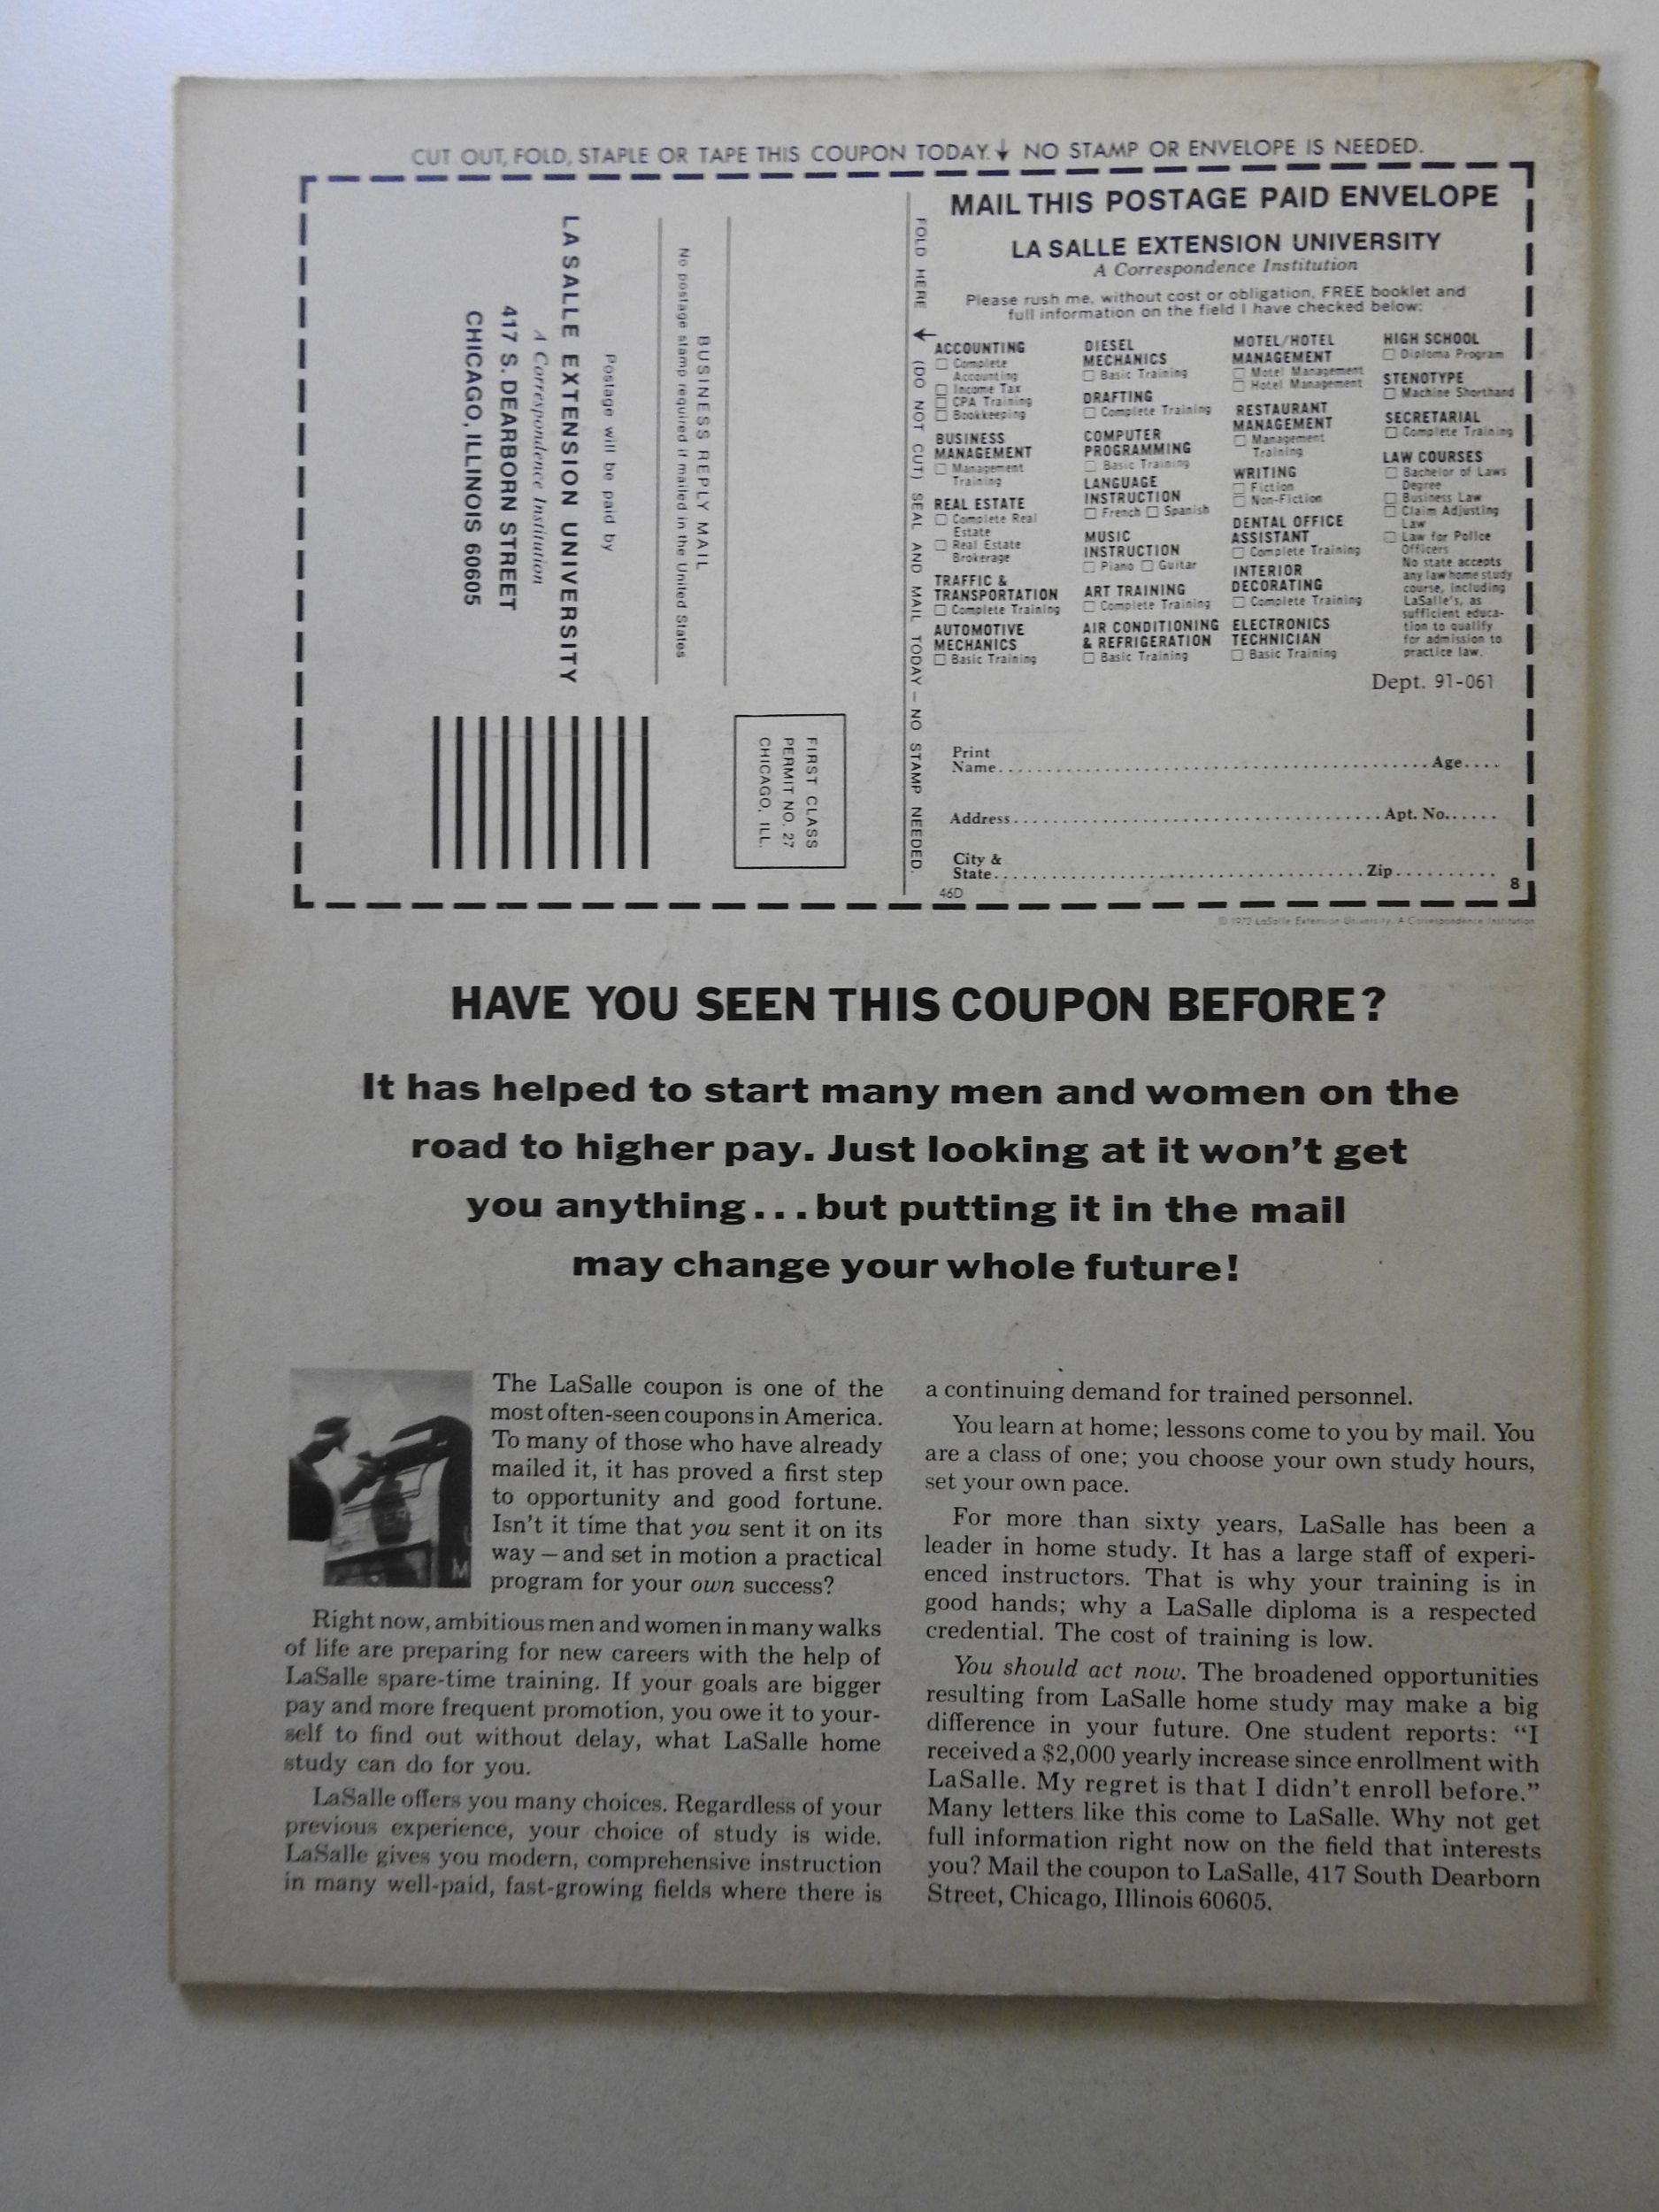 CUT OUT, FOLD, STAPLE OR TAPE THIS COUPON TODAY. ↓ NO STAMP OR ENVELOPE IS NEEDED.
BUSINESS REPLY MAIL
No postage stamp required if mailed in the United States
Postage will be paid by
LA SALLE EXTENSION UNIVERSITY
A Correspondence Institution
417 S. DEARBORN STREET
CHICAGO, ILLINOIS 60605
FIRST CLASS
PERMIT NO. 27
CHICAGO, ILL.
FOLD HERE ← (DO NOT CUT) SEAL AND MAIL TODAY — NO STAMP NEEDED.
MAIL THIS POSTAGE PAID ENVELOPE
LA SALLE EXTENSION UNIVERSITY
A Correspondence Institution
Please rush me, without cost or obligation, FREE booklet and
full information on the field I have checked below:
ACCOUNTING
□ Complete
Accounting
□ Income Tax
□ CPA Training
□ Bookkeeping
BUSINESS
MANAGEMENT
□ Management
Training
REAL ESTATE
□ Complete Real
Estate
□ Real Estate
Brokerage
TRAFFIC &
TRANSPORTATION
□ Complete Training
AUTOMOTIVE
MECHANICS
□ Basic Training
DIESEL
MECHANICS
□ Basic Training
DRAFTING
□ Complete Training
COMPUTER
PROGRAMMING
□ Basic Training
LANGUAGE
INSTRUCTION
□ French □ Spanish
MUSIC
INSTRUCTION
□ Piano □ Guitar
ART TRAINING
□ Complete Training
AIR CONDITIONING
& REFRIGERATION
□ Basic Training
MOTEL/HOTEL
MANAGEMENT
□ Motel Management
□ Hotel Management
RESTAURANT
MANAGEMENT
□ Management
Training
WRITING
□ Fiction
□ Non-Fiction
DENTAL OFFICE
ASSISTANT
□ Complete Training
INTERIOR
DECORATING
□ Complete Training
ELECTRONICS
TECHNICIAN
□ Basic Training
HIGH SCHOOL
□ Diploma Program
STENOTYPE
□ Machine Shorthand
SECRETARIAL
□ Complete Training
LAW COURSES
□ Bachelor of Laws
Degree
□ Business Law
□ Claim Adjusting
Law
□ Law for Police
Officers
No state accepts
any law home study
course, including
LaSalle's, as
sufficient educa-
tion to qualify
for admission to
practice law.
Dept. 91-061
Print
Name.......... Age....
Address.......... Apt. No......
City &
State.......... Zip..........
46D
8
© 1972 LaSalle Extension University, A Correspondence Institution
HAVE YOU SEEN THIS COUPON BEFORE?
It has helped to start many men and women on the
road to higher pay. Just looking at it won't get
you anything...but putting it in the mail
may change your whole future!
The LaSalle coupon is one of the
most often-seen coupons in America.
To many of those who have already
mailed it, it has proved a first step
to opportunity and good fortune.
Isn't it time that you sent it on its
way — and set in motion a practical
program for your own success?
Right now, ambitious men and women in many walks
of life are preparing for new careers with the help of
LaSalle spare-time training. If your goals are bigger
pay and more frequent promotion, you owe it to your-
self to find out without delay, what LaSalle home
study can do for you.
LaSalle offers you many choices. Regardless of your
previous experience, your choice of study is wide.
LaSalle gives you modern, comprehensive instruction
in many well-paid, fast-growing fields where there is
a continuing demand for trained personnel.
You learn at home; lessons come to you by mail. You
are a class of one; you choose your own study hours,
set your own pace.
For more than sixty years, LaSalle has been a
leader in home study. It has a large staff of experi-
enced instructors. That is why your training is in
good hands; why a LaSalle diploma is a respected
credential. The cost of training is low.
You should act now. The broadened opportunities
resulting from LaSalle home study may make a big
difference in your future. One student reports: "I
received a $2,000 yearly increase since enrollment with
LaSalle. My regret is that I didn't enroll before."
Many letters like this come to LaSalle. Why not get
full information right now on the field that interests
you? Mail the coupon to LaSalle, 417 South Dearborn
Street, Chicago, Illinois 60605.